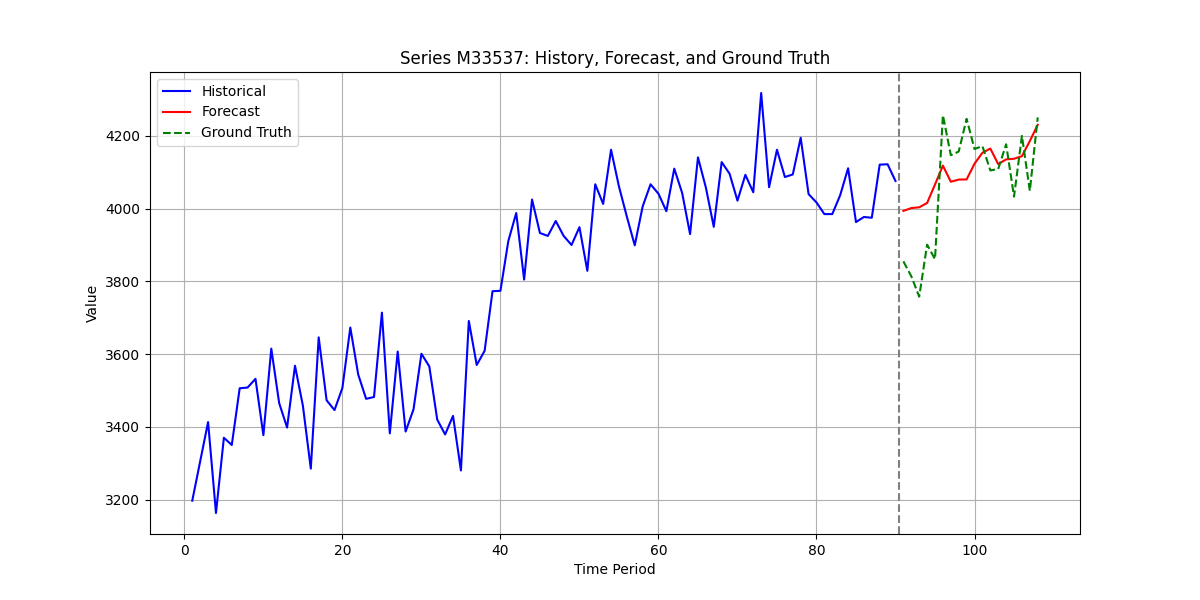 Series M33537: History, Forecast, and Ground Truth
Historical
Forecast
Ground Truth
Value
4200
4000
3800
3600
3400
3200
0 20 40 60 80 100
Time Period